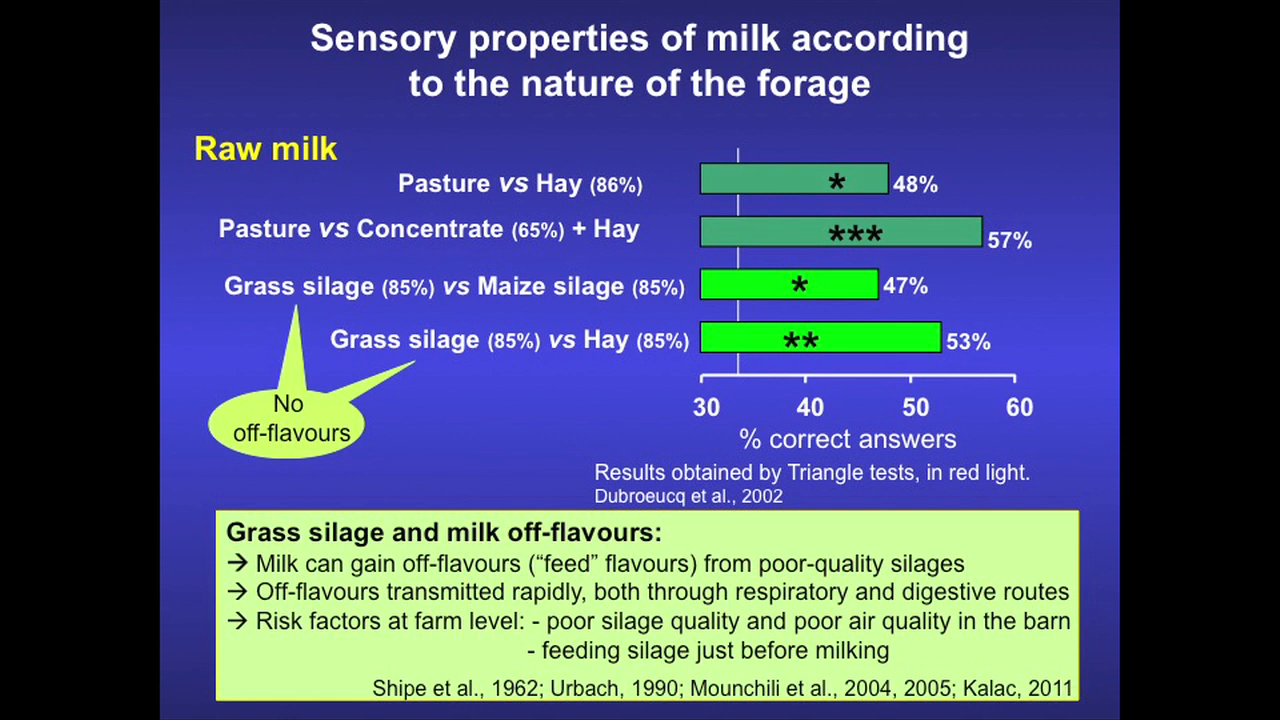 Sensory properties of milk according
to the nature of the forage
Raw milk
Pasture vs Hay (86%)
* 48%
Pasture vs Concentrate (65%) + Hay
*** 57%
Grass silage (85%) vs Maize silage (85%)
* 47%
Grass silage (85%) vs Hay (85%)
** 53%
No
off-flavours
30 40 50 60
% correct answers
Results obtained by Triangle tests, in red light.
Dubroeucq et al., 2002
Grass silage and milk off-flavours:
→ Milk can gain off-flavours (“feed” flavours) from poor-quality silages
→ Off-flavours transmitted rapidly, both through respiratory and digestive routes
→ Risk factors at farm level: - poor silage quality and poor air quality in the barn
- feeding silage just before milking
Shipe et al., 1962; Urbach, 1990; Mounchili et al., 2004, 2005; Kalac, 2011